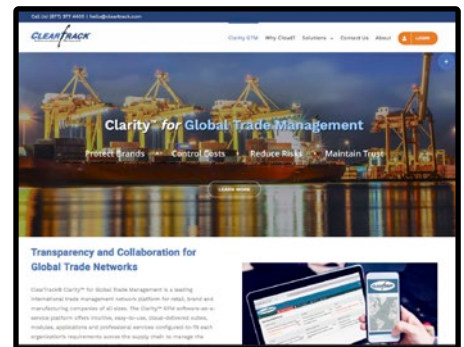 Call Us! (877) 377-4400 | hello@cleartrack.com
CLEARTRACK
Clarity GTM Why Cloud? Solutions Contact Us About LOGIN
Clarity™ for Global Trade Management
Protect Brands • Control Costs • Reduce Risks • Maintain Trust
LEARN MORE
Transparency and Collaboration for
Global Trade Networks
ClearTrack® Clarity™ for Global Trade Management is a leading
international trade management network platform for retail, brand and
manufacturing companies of all sizes. The Clarity™ GTM software-as-a-
service platform offers intuitive, easy-to-use, cloud-delivered suites,
modules, applications and professional services configured to fit each
organization's requirements across the supply chain to manage the